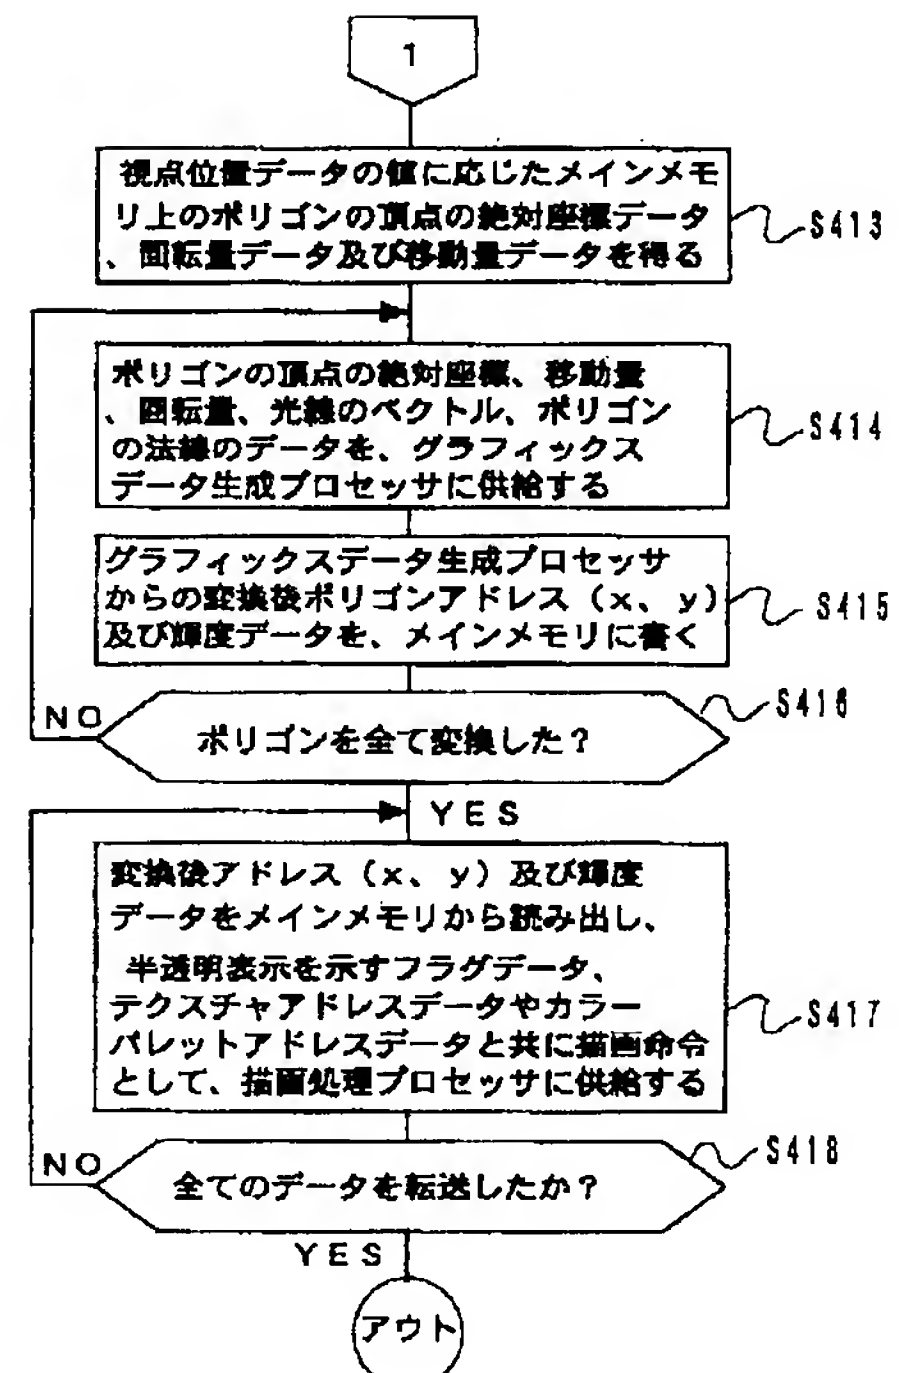 1
視点位置データの値に応じたメインメモ
リ上のポリゴンの頂点の絶対座標データ
、回転量データ及び移動量データを得る
S413
ポリゴンの頂点の絶対座標、移動量
、回転量、光線のベクトル、ポリゴン
の法線のデータを、グラフィックス
データ生成プロセッサに供給する
S414
グラフィックスデータ生成プロセッサ
からの変換後ポリゴンアドレス(x、y)
及び輝度データを、メインメモリに書く
S415
S416
NO
ポリゴンを全て変換した?
YES
変換後アドレス(x、y)及び輝度
データをメインメモリから読み出し、
半透明表示を示すフラグデータ、
テクスチャアドレスデータやカラー
パレットアドレスデータと共に描画命令
として、描画処理プロセッサに供給する
S417
S418
NO
全てのデータを転送したか?
YES
アウト